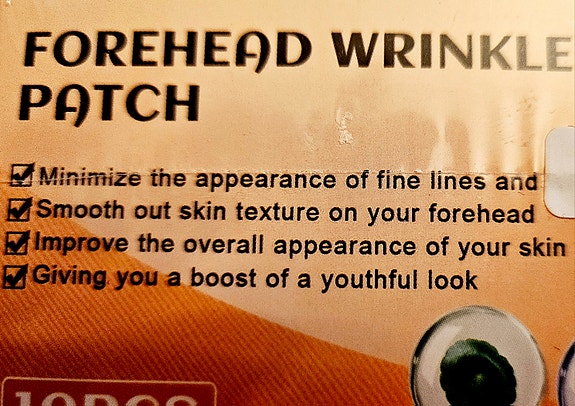 FOREHEAD WRINKLE
PATCH
☑ Minimize the appearance of fine lines and
☑ Smooth out skin texture on your forehead
☑ Improve the overall appearance of your skin
☑ Giving you a boost of a youthful look
10PCS